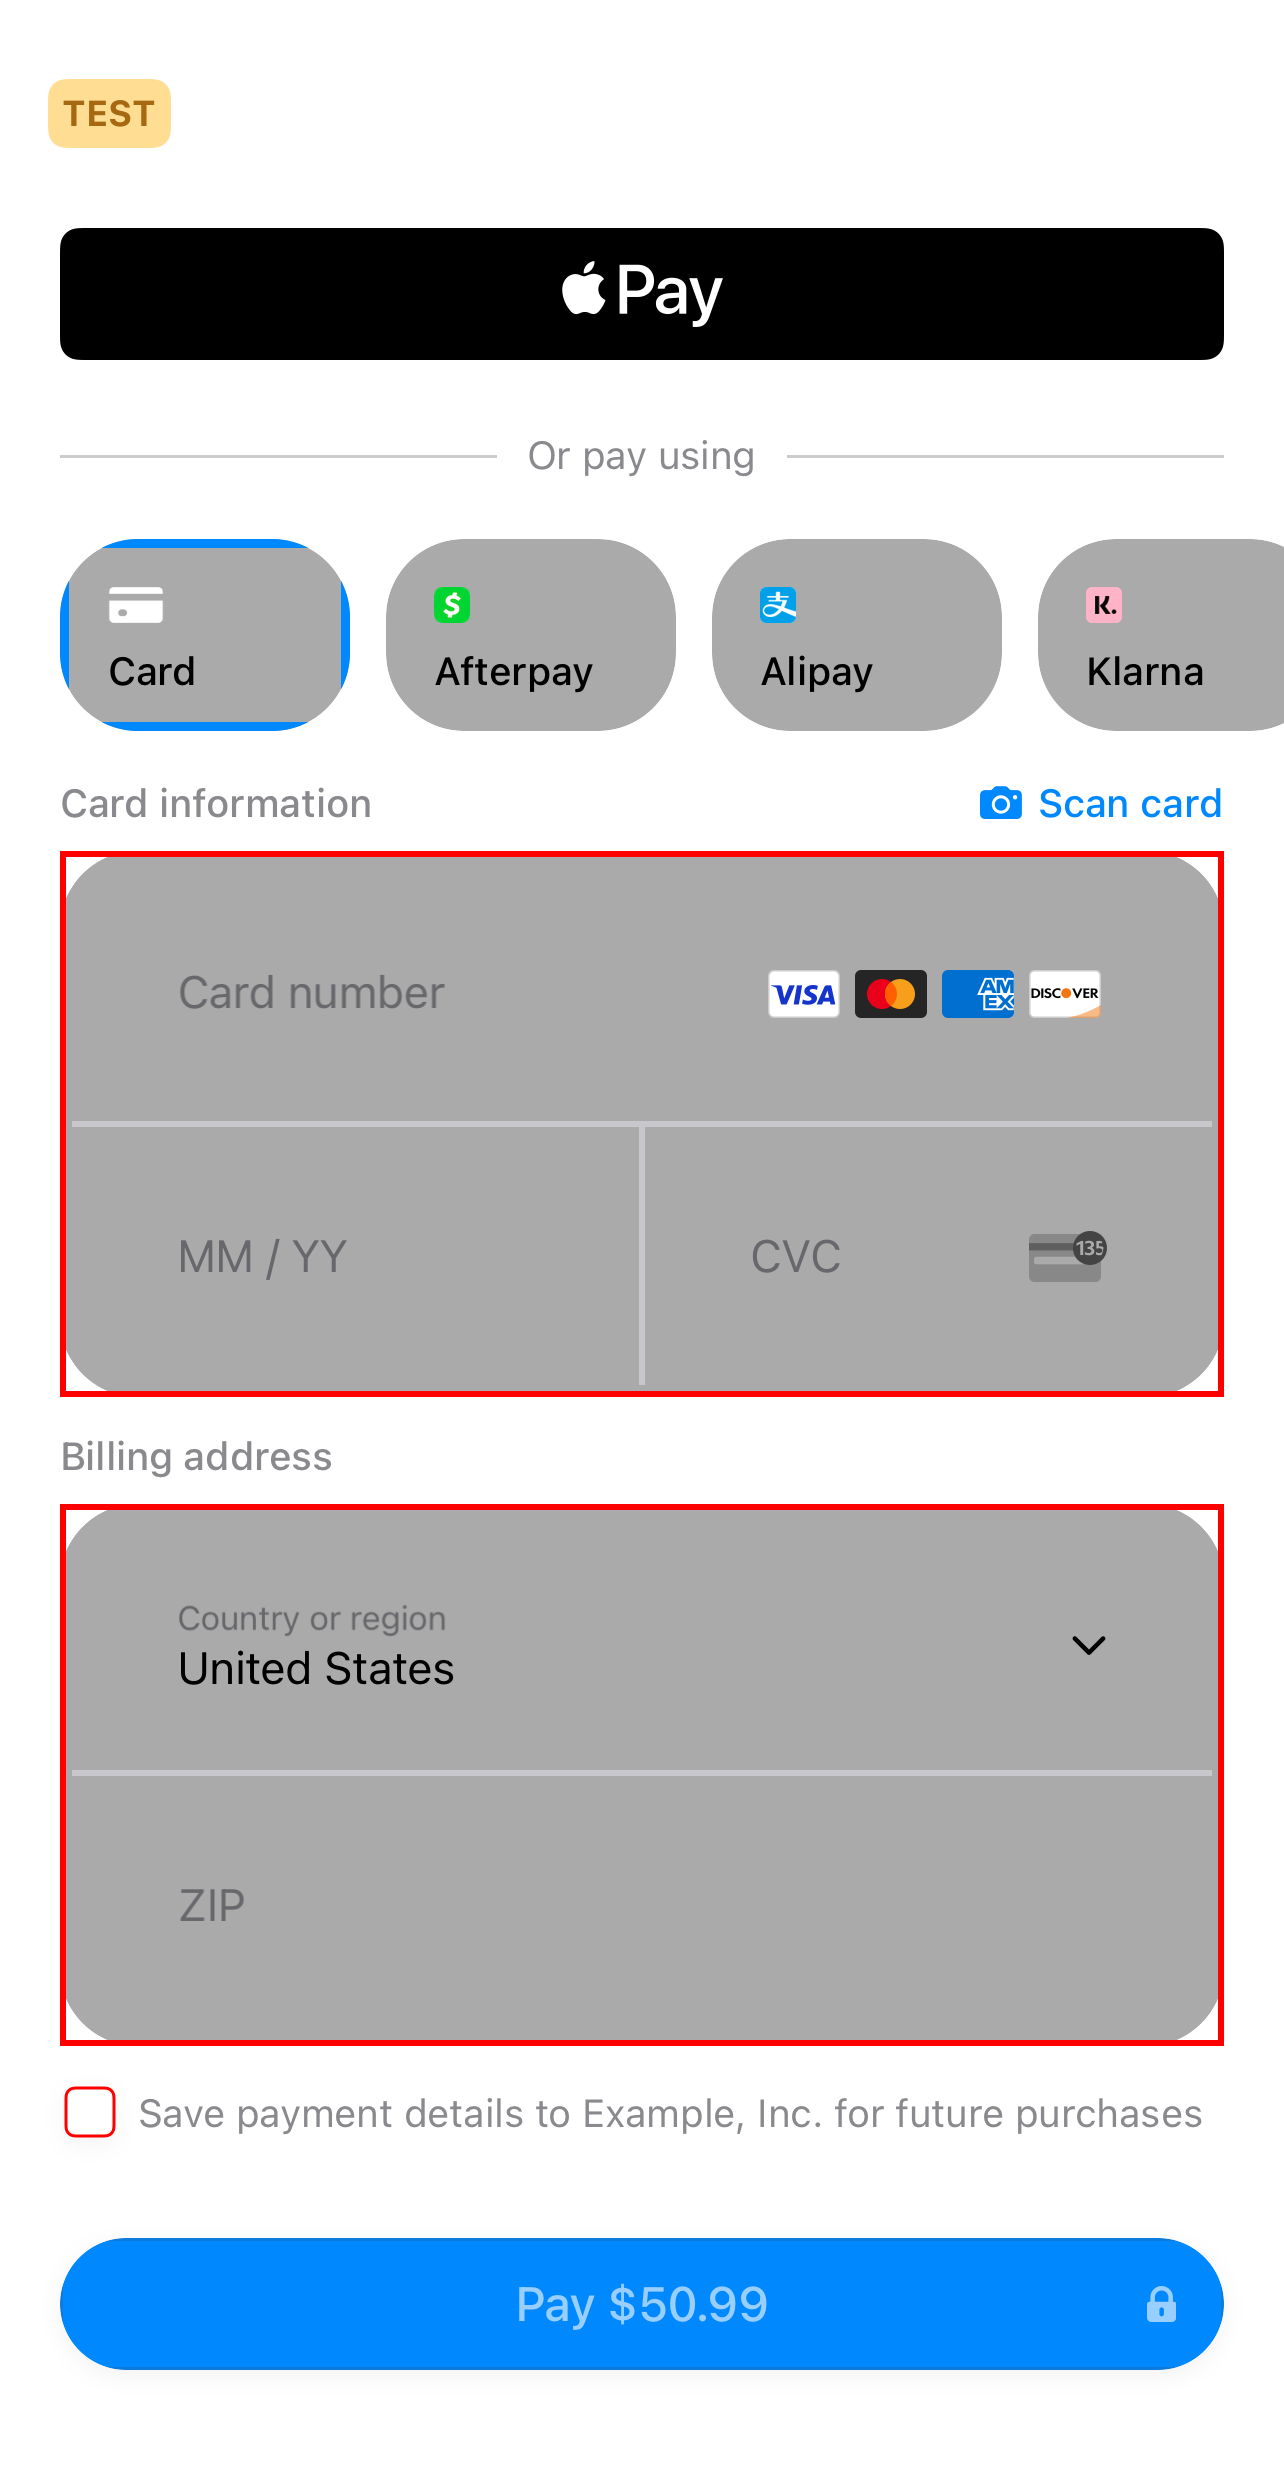 TEST
Pay
Or pay using
Card
Afterpay
Alipay
Klarna
Card information
Scan card
Card number
VISA
AM
EX
DISCOVER
MM / YY
CVC
135
Billing address
Country or region
United States
ZIP
Save payment details to Example, Inc. for future purchases
Pay $50.99